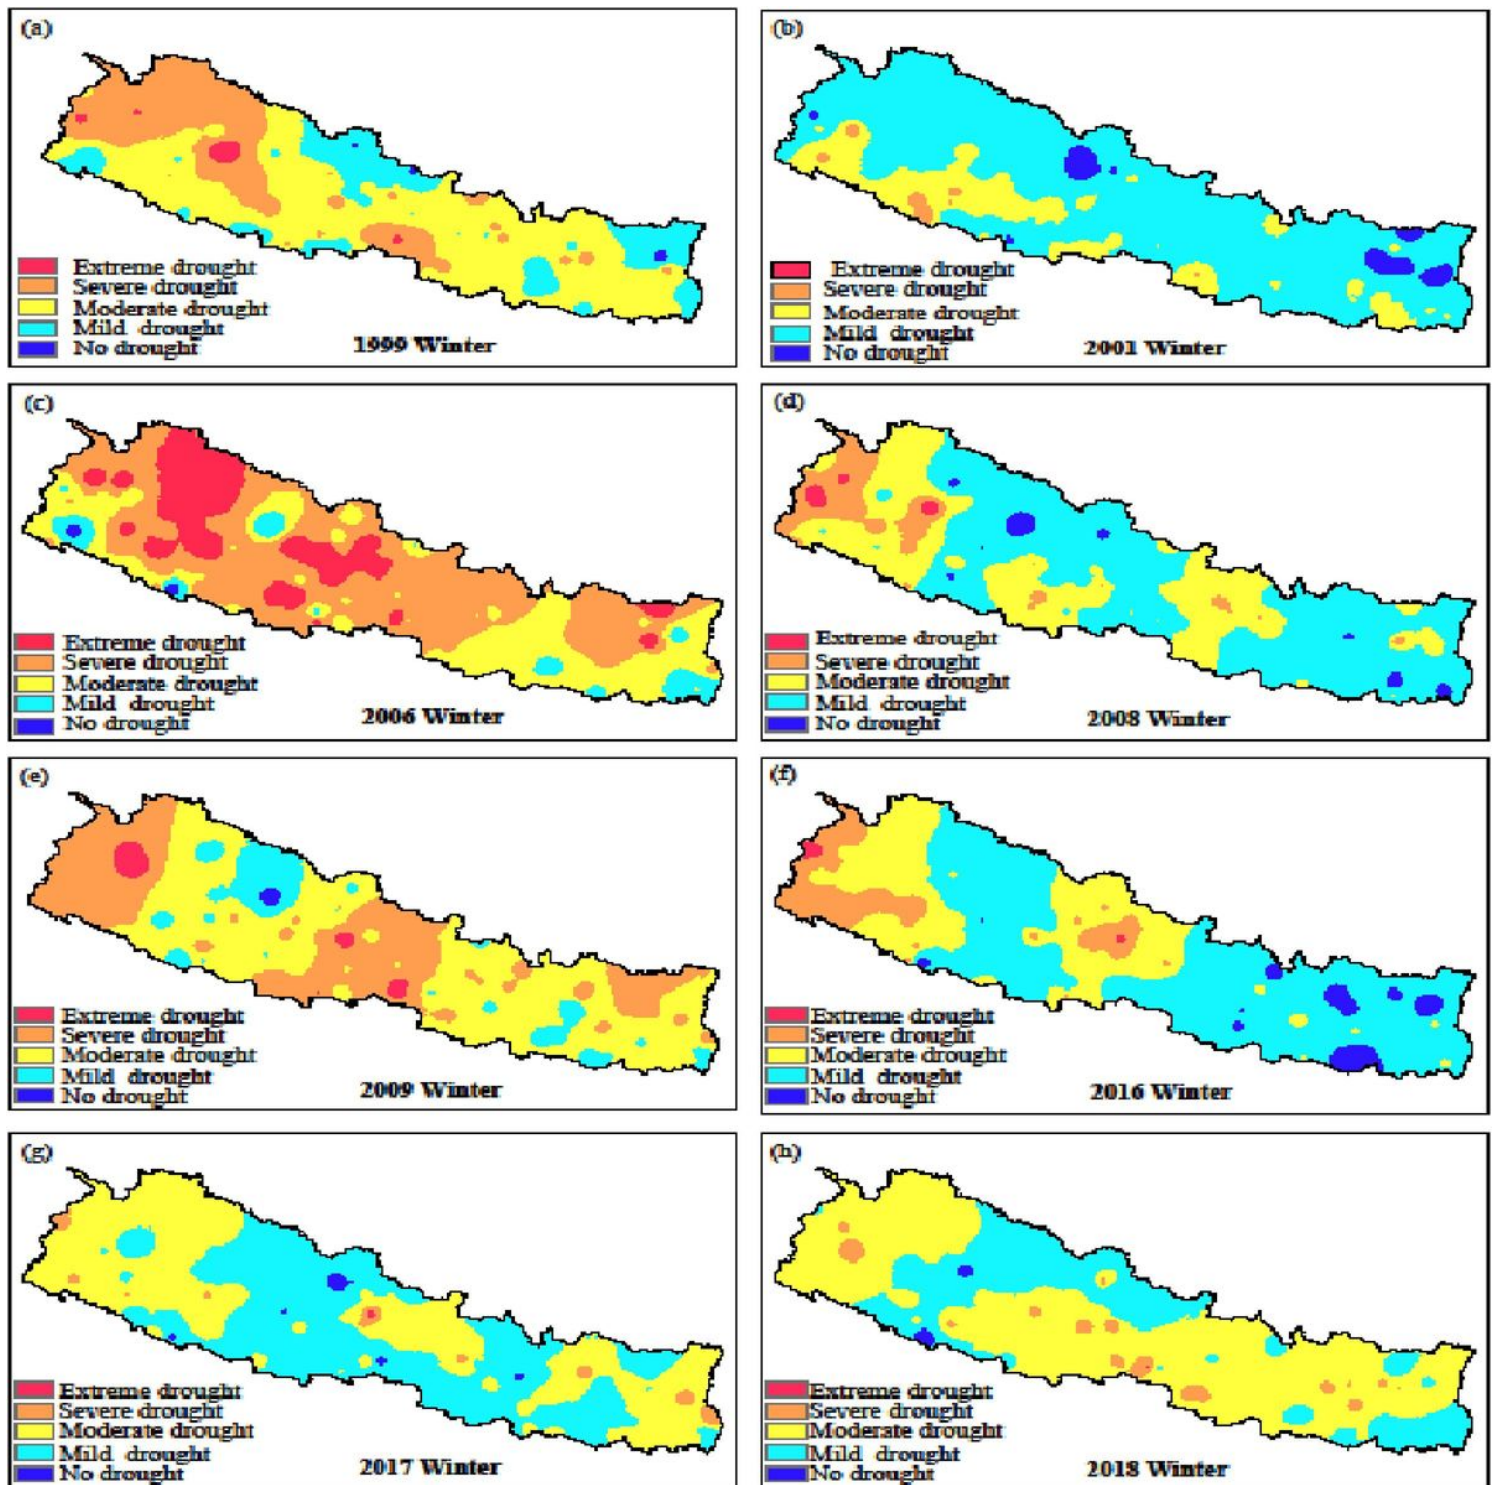 (a)
Extreme drought
Severe drought
Moderate drought
Mild drought
No drought
1999 Winter
(b)
Extreme drought
Severe drought
Moderate drought
Mild drought
No drought
2001 Winter
(c)
Extreme drought
Severe drought
Moderate drought
Mild drought
No drought
2006 Winter
(d)
Extreme drought
Severe drought
Moderate drought
Mild drought
No drought
2008 Winter
(e)
Extreme drought
Severe drought
Moderate drought
Mild drought
No drought
2009 Winter
(f)
Extreme drought
Severe drought
Moderate drought
Mild drought
No drought
2016 Winter
(g)
Extreme drought
Severe drought
Moderate drought
Mild drought
No drought
2017 Winter
(h)
Extreme drought
Severe drought
Moderate drought
Mild drought
No drought
2018 Winter